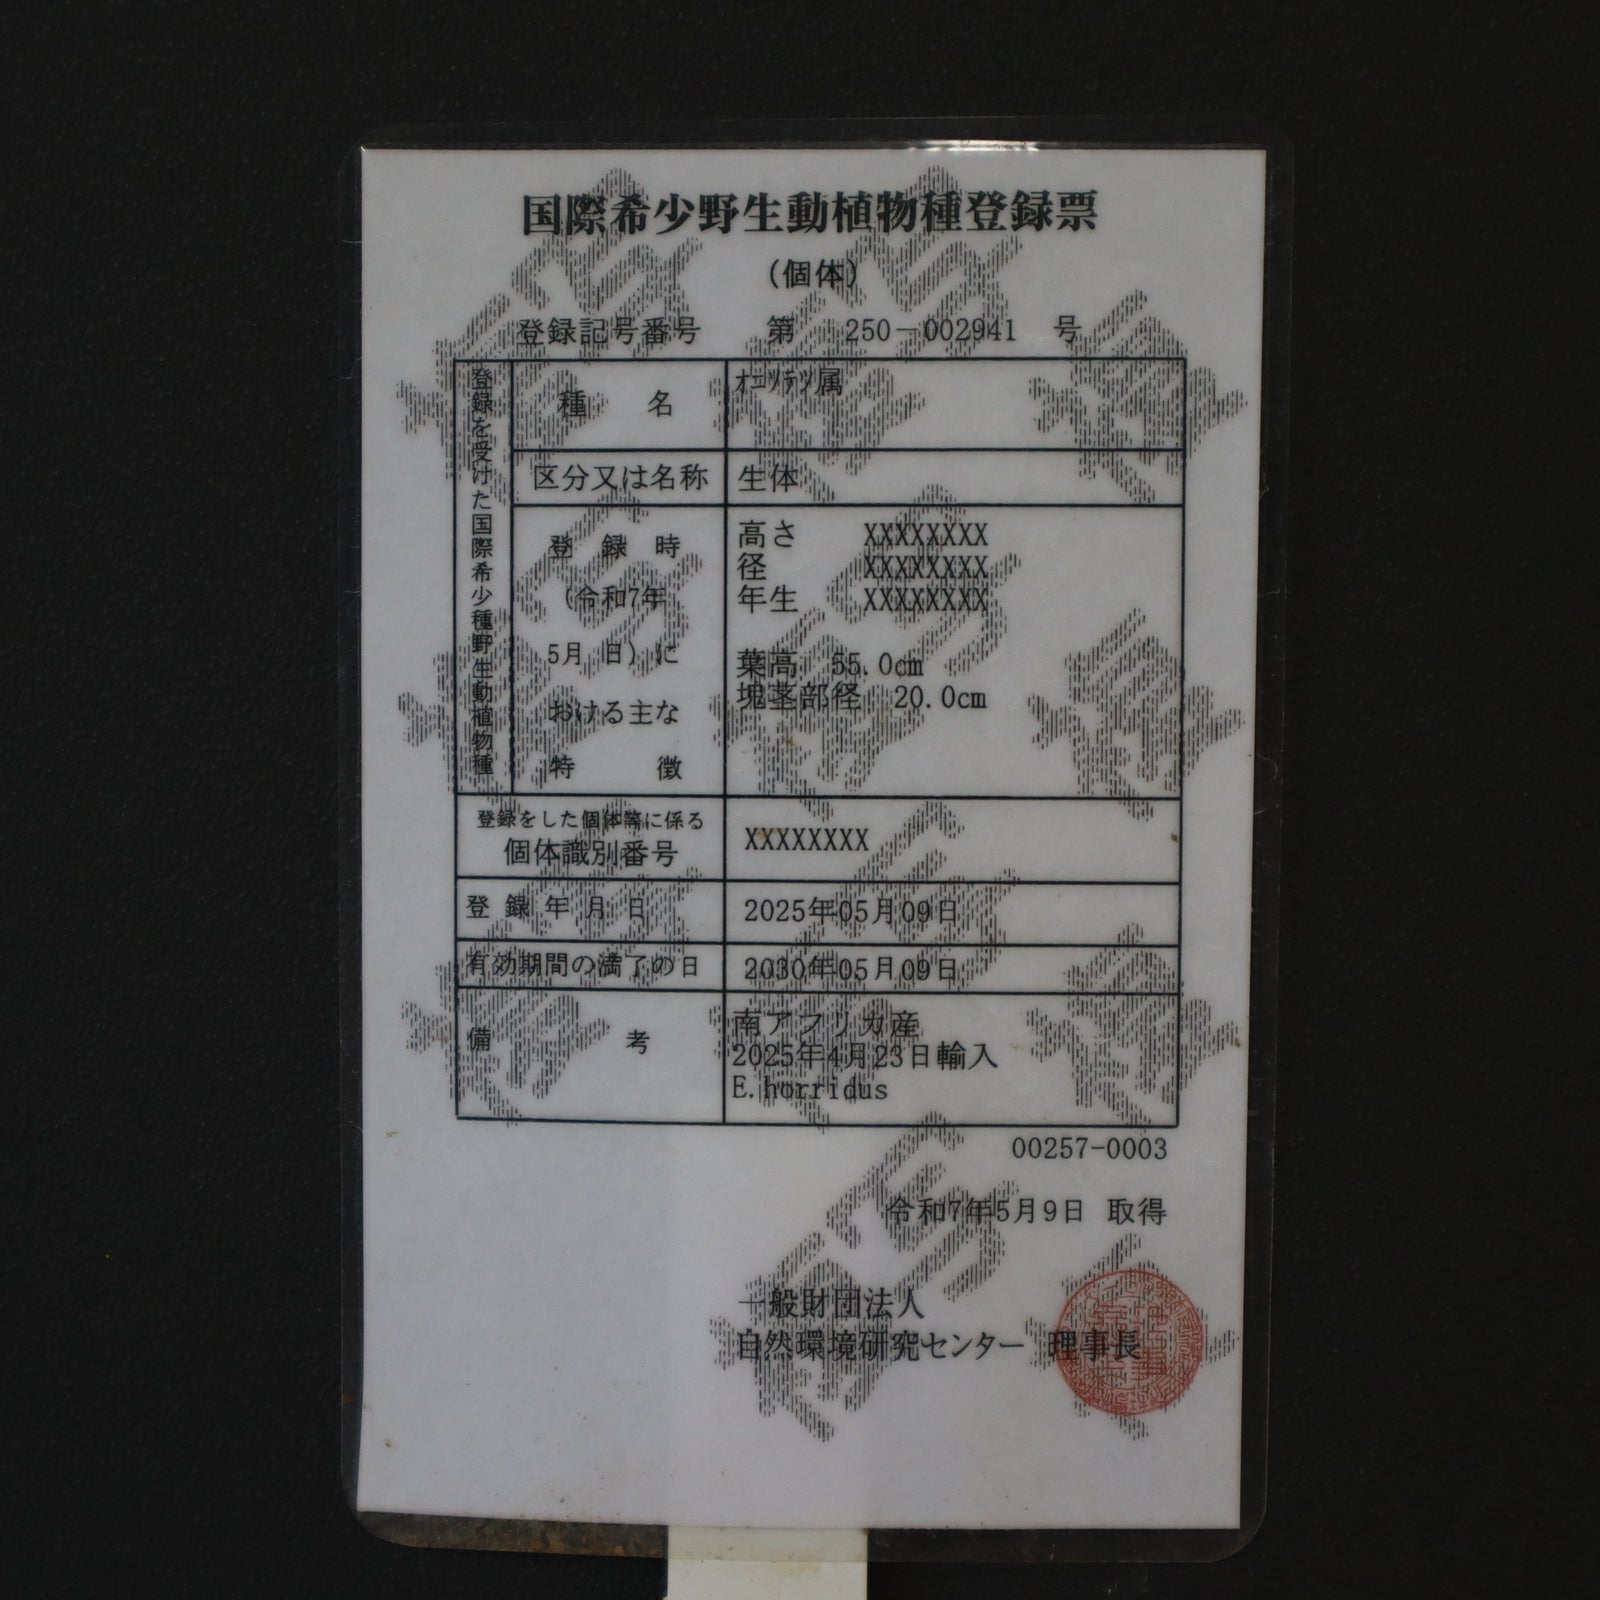 国際希少野生動植物種登録票
(個体)
登録記号番号 第 250-002941 号
登録を受けた国際希少種野生動植物種
種 名 ｵﾆｿﾃﾂ属
区分又は名称 生体
登録時(令和7年5月 日)における主な特徴
高さ XXXXXXXX
径 XXXXXXXX
年生 XXXXXXXX
葉高 55.0cm
塊茎部径 20.0cm
登録をした個体等に係る
個体識別番号 XXXXXXXX
登録年月日 2025年05月09日
有効期間の満了の日 2030年05月09日
備 考 南アフリカ産
2025年4月23日輸入
E.horridus
00257-0003
令和7年5月9日 取得
一般財団法人
自然環境研究センター 理事長